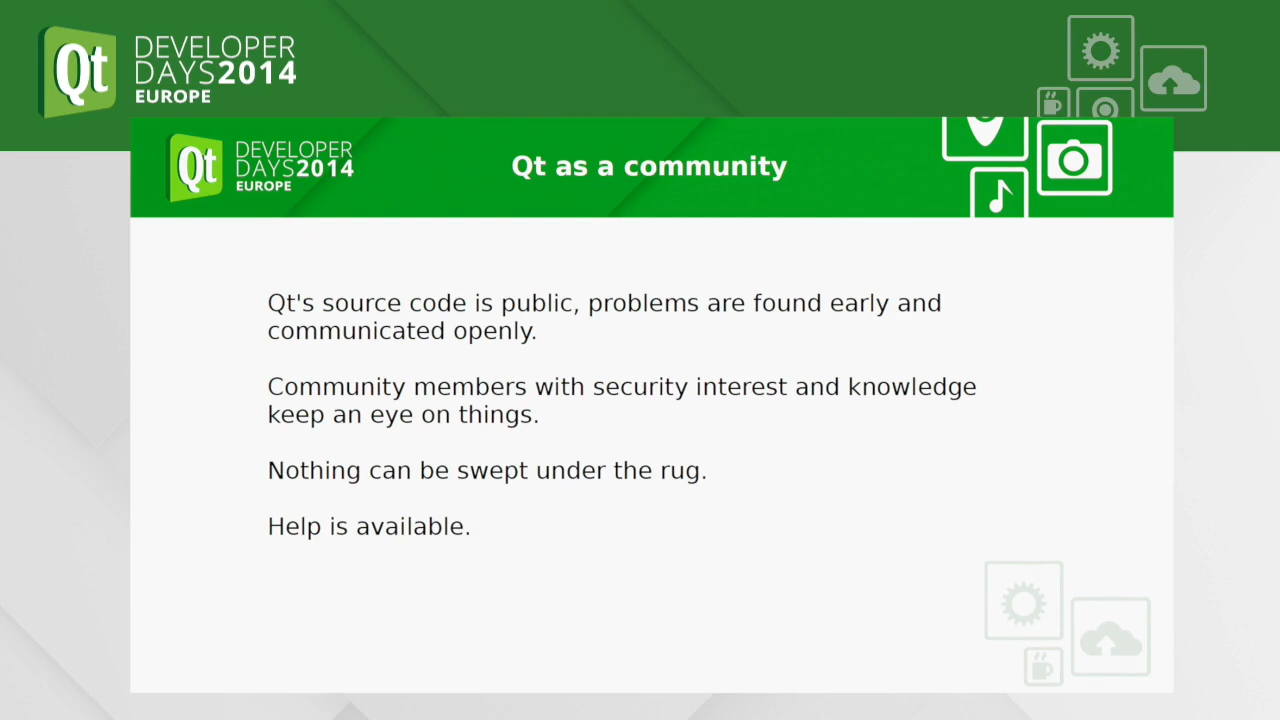 Qt
DEVELOPER
DAYS2014
EUROPE
Qt
DEVELOPER
DAYS2014
EUROPE
Qt as a community
Qt's source code is public, problems are found early and
communicated openly.
Community members with security interest and knowledge
keep an eye on things.
Nothing can be swept under the rug.
Help is available.